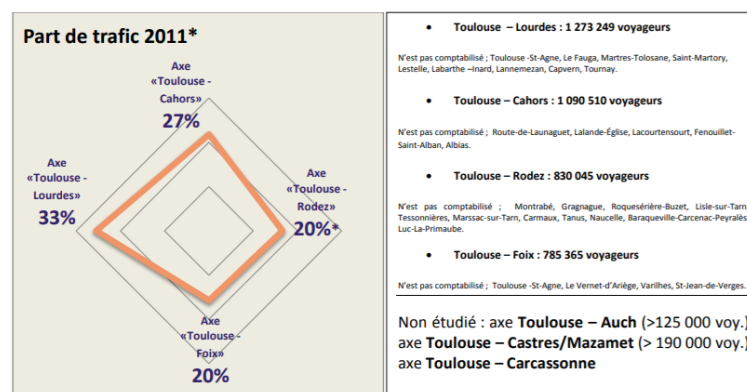 Part de trafic 2011*
Axe
«Toulouse -
Cahors»
27%
Axe
«Toulouse -
Lourdes»
33%
Axe
«Toulouse -
Rodez»
20%*
Axe
«Toulouse -
Foix»
20%
• Toulouse – Lourdes : 1 273 249 voyageurs
N'est pas comptabilisé ; Toulouse -St-Agne, Le Fauga, Martres-Tolosane, Saint-Martory,
Lestelle, Labarthe –Inard, Lannemezan, Capvern, Tournay.
• Toulouse – Cahors : 1 090 510 voyageurs
N'est pas comptabilisé ; Route-de-Launaguet, Lalande-Église, Lacourtensourt, Fenouillet-
Saint-Alban, Albias.
• Toulouse – Rodez : 830 045 voyageurs
N'est pas comptabilisé ; Montrabé, Gragnague, Roquesérière-Buzet, Lisle-sur-Tarn
Tessonnières, Marssac-sur-Tarn, Carmaux, Tanus, Naucelle, Baraqueville-Carcenac-Peyralès
Luc-La-Primaube.
• Toulouse – Foix : 785 365 voyageurs
N'est pas comptabilisé ; Toulouse -St-Agne, Le Vernet-d'Ariège, Varilhes, St-Jean-de-Verges.
Non étudié : axe Toulouse – Auch (>125 000 voy.)
axe Toulouse – Castres/Mazamet (> 190 000 voy.)
axe Toulouse – Carcassonne